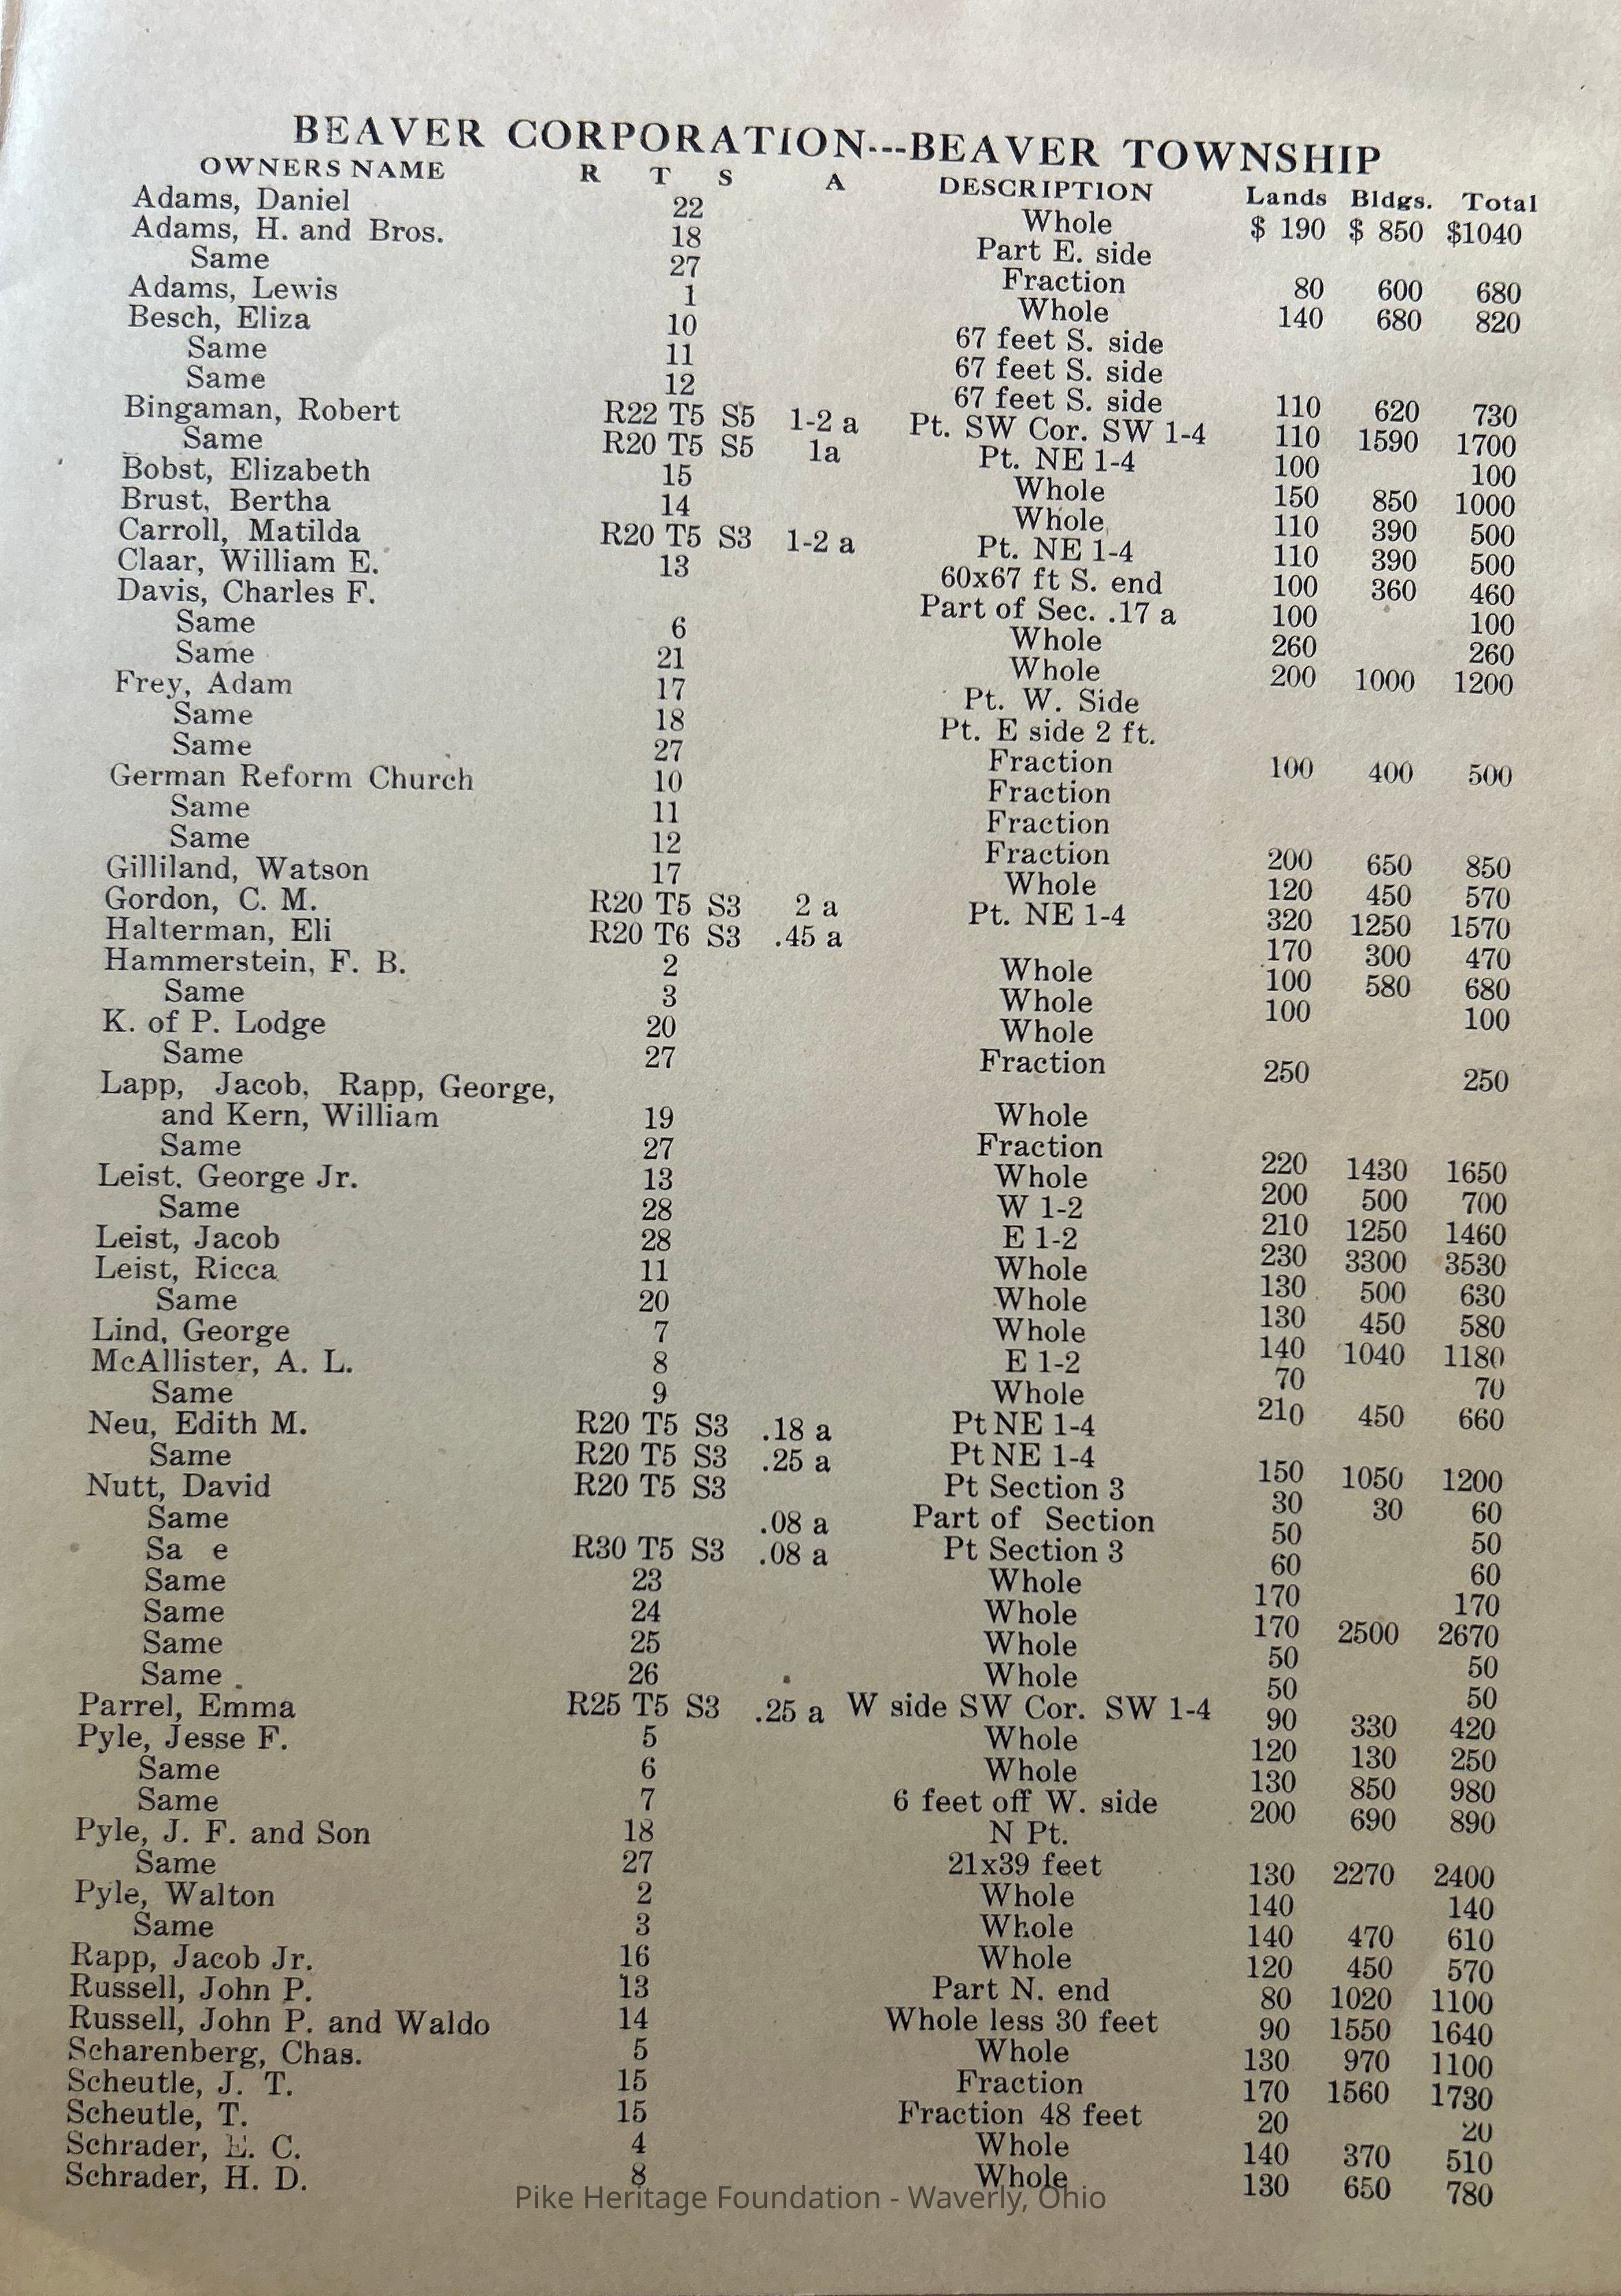 BEAVER CORPORATION---BEAVER TOWNSHIP
OWNERS NAME R T S A DESCRIPTION Lands Bldgs. Total
Adams, Daniel 22 Whole $ 190 $ 850 $1040
Adams, H. and Bros. 18 Part E. side
Same 27 Fraction 80 600 680
Adams, Lewis 1 Whole 140 680 820
Besch, Eliza 10 67 feet S. side
Same 11 67 feet S. side
Same 12 67 feet S. side 110 620 730
Bingaman, Robert R22 T5 S5 1-2 a Pt. SW Cor. SW 1-4 110 1590 1700
Same R20 T5 S5 1a Pt. NE 1-4 100 100
Bobst, Elizabeth 15 Whole 150 850 1000
Brust, Bertha 14 Whole 110 390 500
Carroll, Matilda R20 T5 S3 1-2 a Pt. NE 1-4 110 390 500
Claar, William E. 13 60x67 ft S. end 100 360 460
Davis, Charles F. Part of Sec. .17 a 100 100
Same 6 Whole 260 260
Same 21 Whole 200 1000 1200
Frey, Adam 17 Pt. W. Side
Same 18 Pt. E side 2 ft.
Same 27 Fraction 100 400 500
German Reform Church 10 Fraction
Same 11 Fraction
Same 12 Fraction 200 650 850
Gilliland, Watson 17 Whole 120 450 570
Gordon, C. M. R20 T5 S3 2 a Pt. NE 1-4 320 1250 1570
Halterman, Eli R20 T6 S3 .45 a 170 300 470
Hammerstein, F. B. 2 Whole 100 580 680
Same 3 Whole 100 100
K. of P. Lodge 20 Whole
Same 27 Fraction 250 250
Lapp, Jacob, Rapp, George,
and Kern, William 19 Whole
Same 27 Fraction 220 1430 1650
Leist, George Jr. 13 Whole 200 500 700
Same 28 W 1-2 210 1250 1460
Leist, Jacob 28 E 1-2 230 3300 3530
Leist, Ricca 11 Whole 130 500 630
Same 20 Whole 130 450 580
Lind, George 7 Whole 140 1040 1180
McAllister, A. L. 8 E 1-2 70 70
Same 9 Whole 210 450 660
Neu, Edith M. R20 T5 S3 .18 a Pt NE 1-4
Same R20 T5 S3 .25 a Pt NE 1-4 150 1050 1200
Nutt, David R20 T5 S3 Pt Section 3 30 30 60
Same .08 a Part of Section 50 50
Sa e R30 T5 S3 .08 a Pt Section 3 60 60
Same 23 Whole 170 170
Same 24 Whole 170 2500 2670
Same 25 Whole 50 50
Same 26 Whole 50 50
Parrel, Emma R25 T5 S3 .25 a W side SW Cor. SW 1-4 90 330 420
Pyle, Jesse F. 5 Whole 120 130 250
Same 6 Whole 130 850 980
Same 7 6 feet off W. side 200 690 890
Pyle, J. F. and Son 18 N Pt.
Same 27 21x39 feet 130 2270 2400
Pyle, Walton 2 Whole 140 140
Same 3 Whole 140 470 610
Rapp, Jacob Jr. 16 Whole 120 450 570
Russell, John P. 13 Part N. end 80 1020 1100
Russell, John P. and Waldo 14 Whole less 30 feet 90 1550 1640
Scharenberg, Chas. 5 Whole 130 970 1100
Scheutle, J. T. 15 Fraction 170 1560 1730
Scheutle, T. 15 Fraction 48 feet 20 20
Schrader, E. C. 4 Whole 140 370 510
Schrader, H. D. 8 Whole 130 650 780
Pike Heritage Foundation - Waverly, Ohio